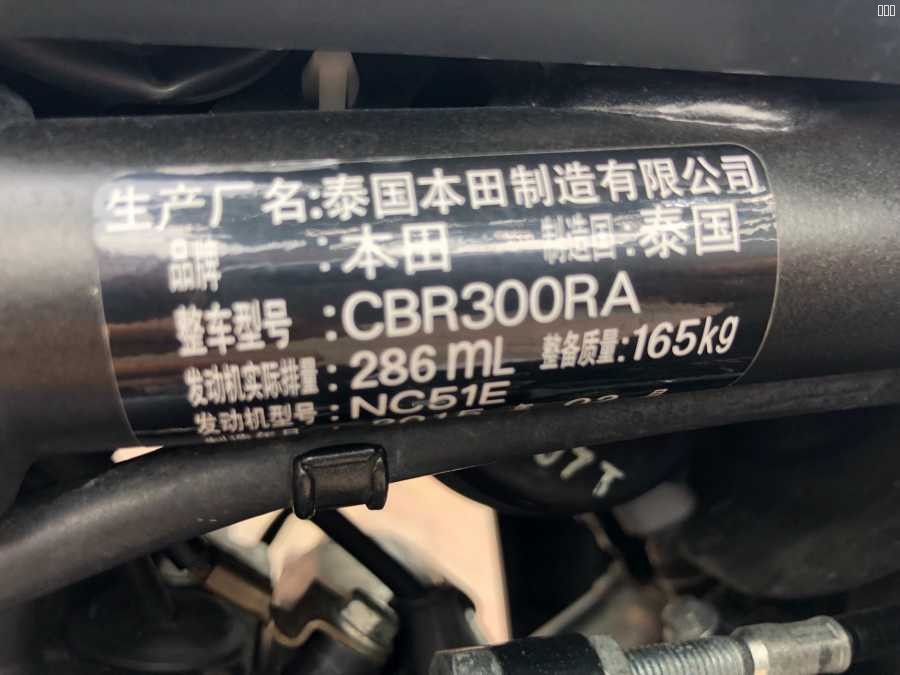 生产厂名:泰国本田制造有限公司
品牌 :本田 制造国:泰国
整车型号 :CBR300RA
发动机实际排量:286mL 整备质量:165kg
发动机型号:NC51E
07T